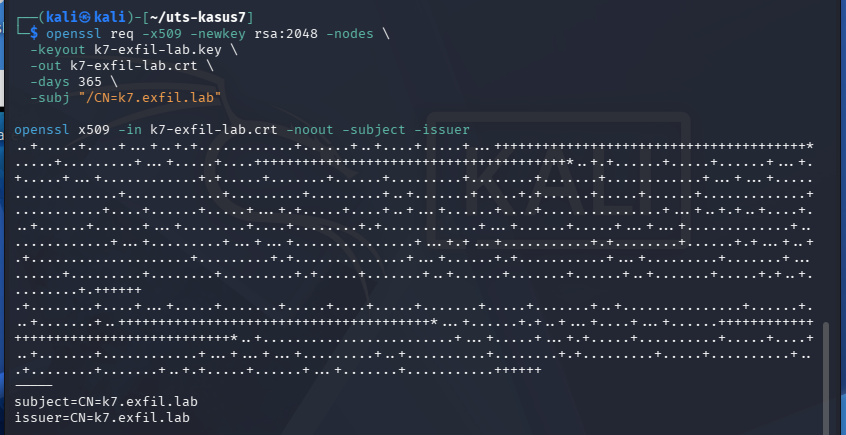 ┌──(kali㉿kali)-[~/uts-kasus7]
└─$ openssl req -x509 -newkey rsa:2048 -nodes \
-keyout k7-exfil-lab.key \
-out k7-exfil-lab.crt \
-days 365 \
-subj "/CN=k7.exfil.lab"
openssl x509 -in k7-exfil-lab.crt -noout -subject -issuer
-----
subject=CN=k7.exfil.lab
issuer=CN=k7.exfil.lab
KALI